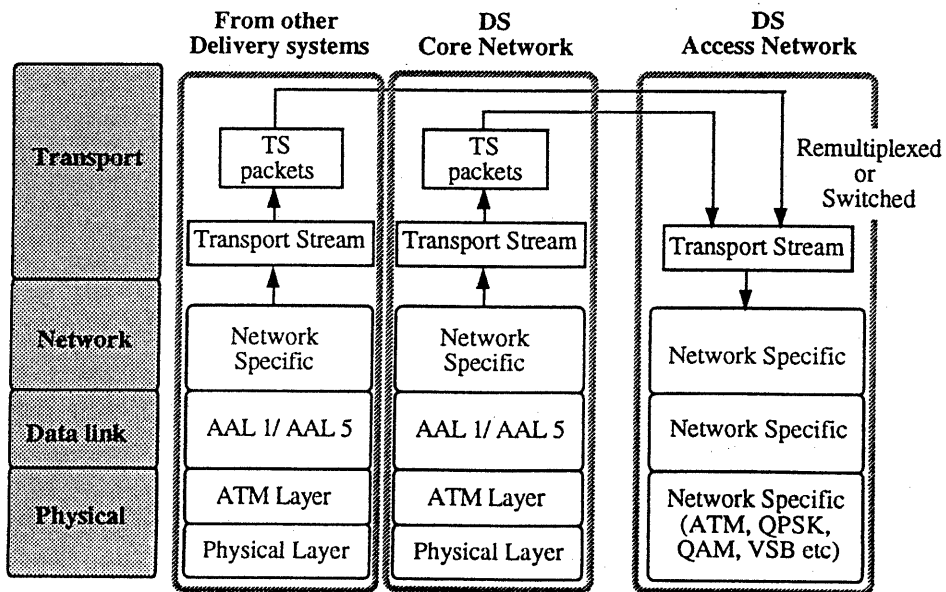 From other
Delivery systems
DS
Core Network
DS
Access Network
Transport
TS
packets
TS
packets
Remultiplexed
or
Switched
Transport Stream
Transport Stream
Transport Stream
Network
Network
Specific
Network
Specific
Network Specific
Data link
AAL 1/ AAL 5
AAL 1/ AAL 5
Network Specific
Physical
ATM Layer
ATM Layer
Network Specific
(ATM, QPSK,
QAM, VSB etc)
Physical Layer
Physical Layer